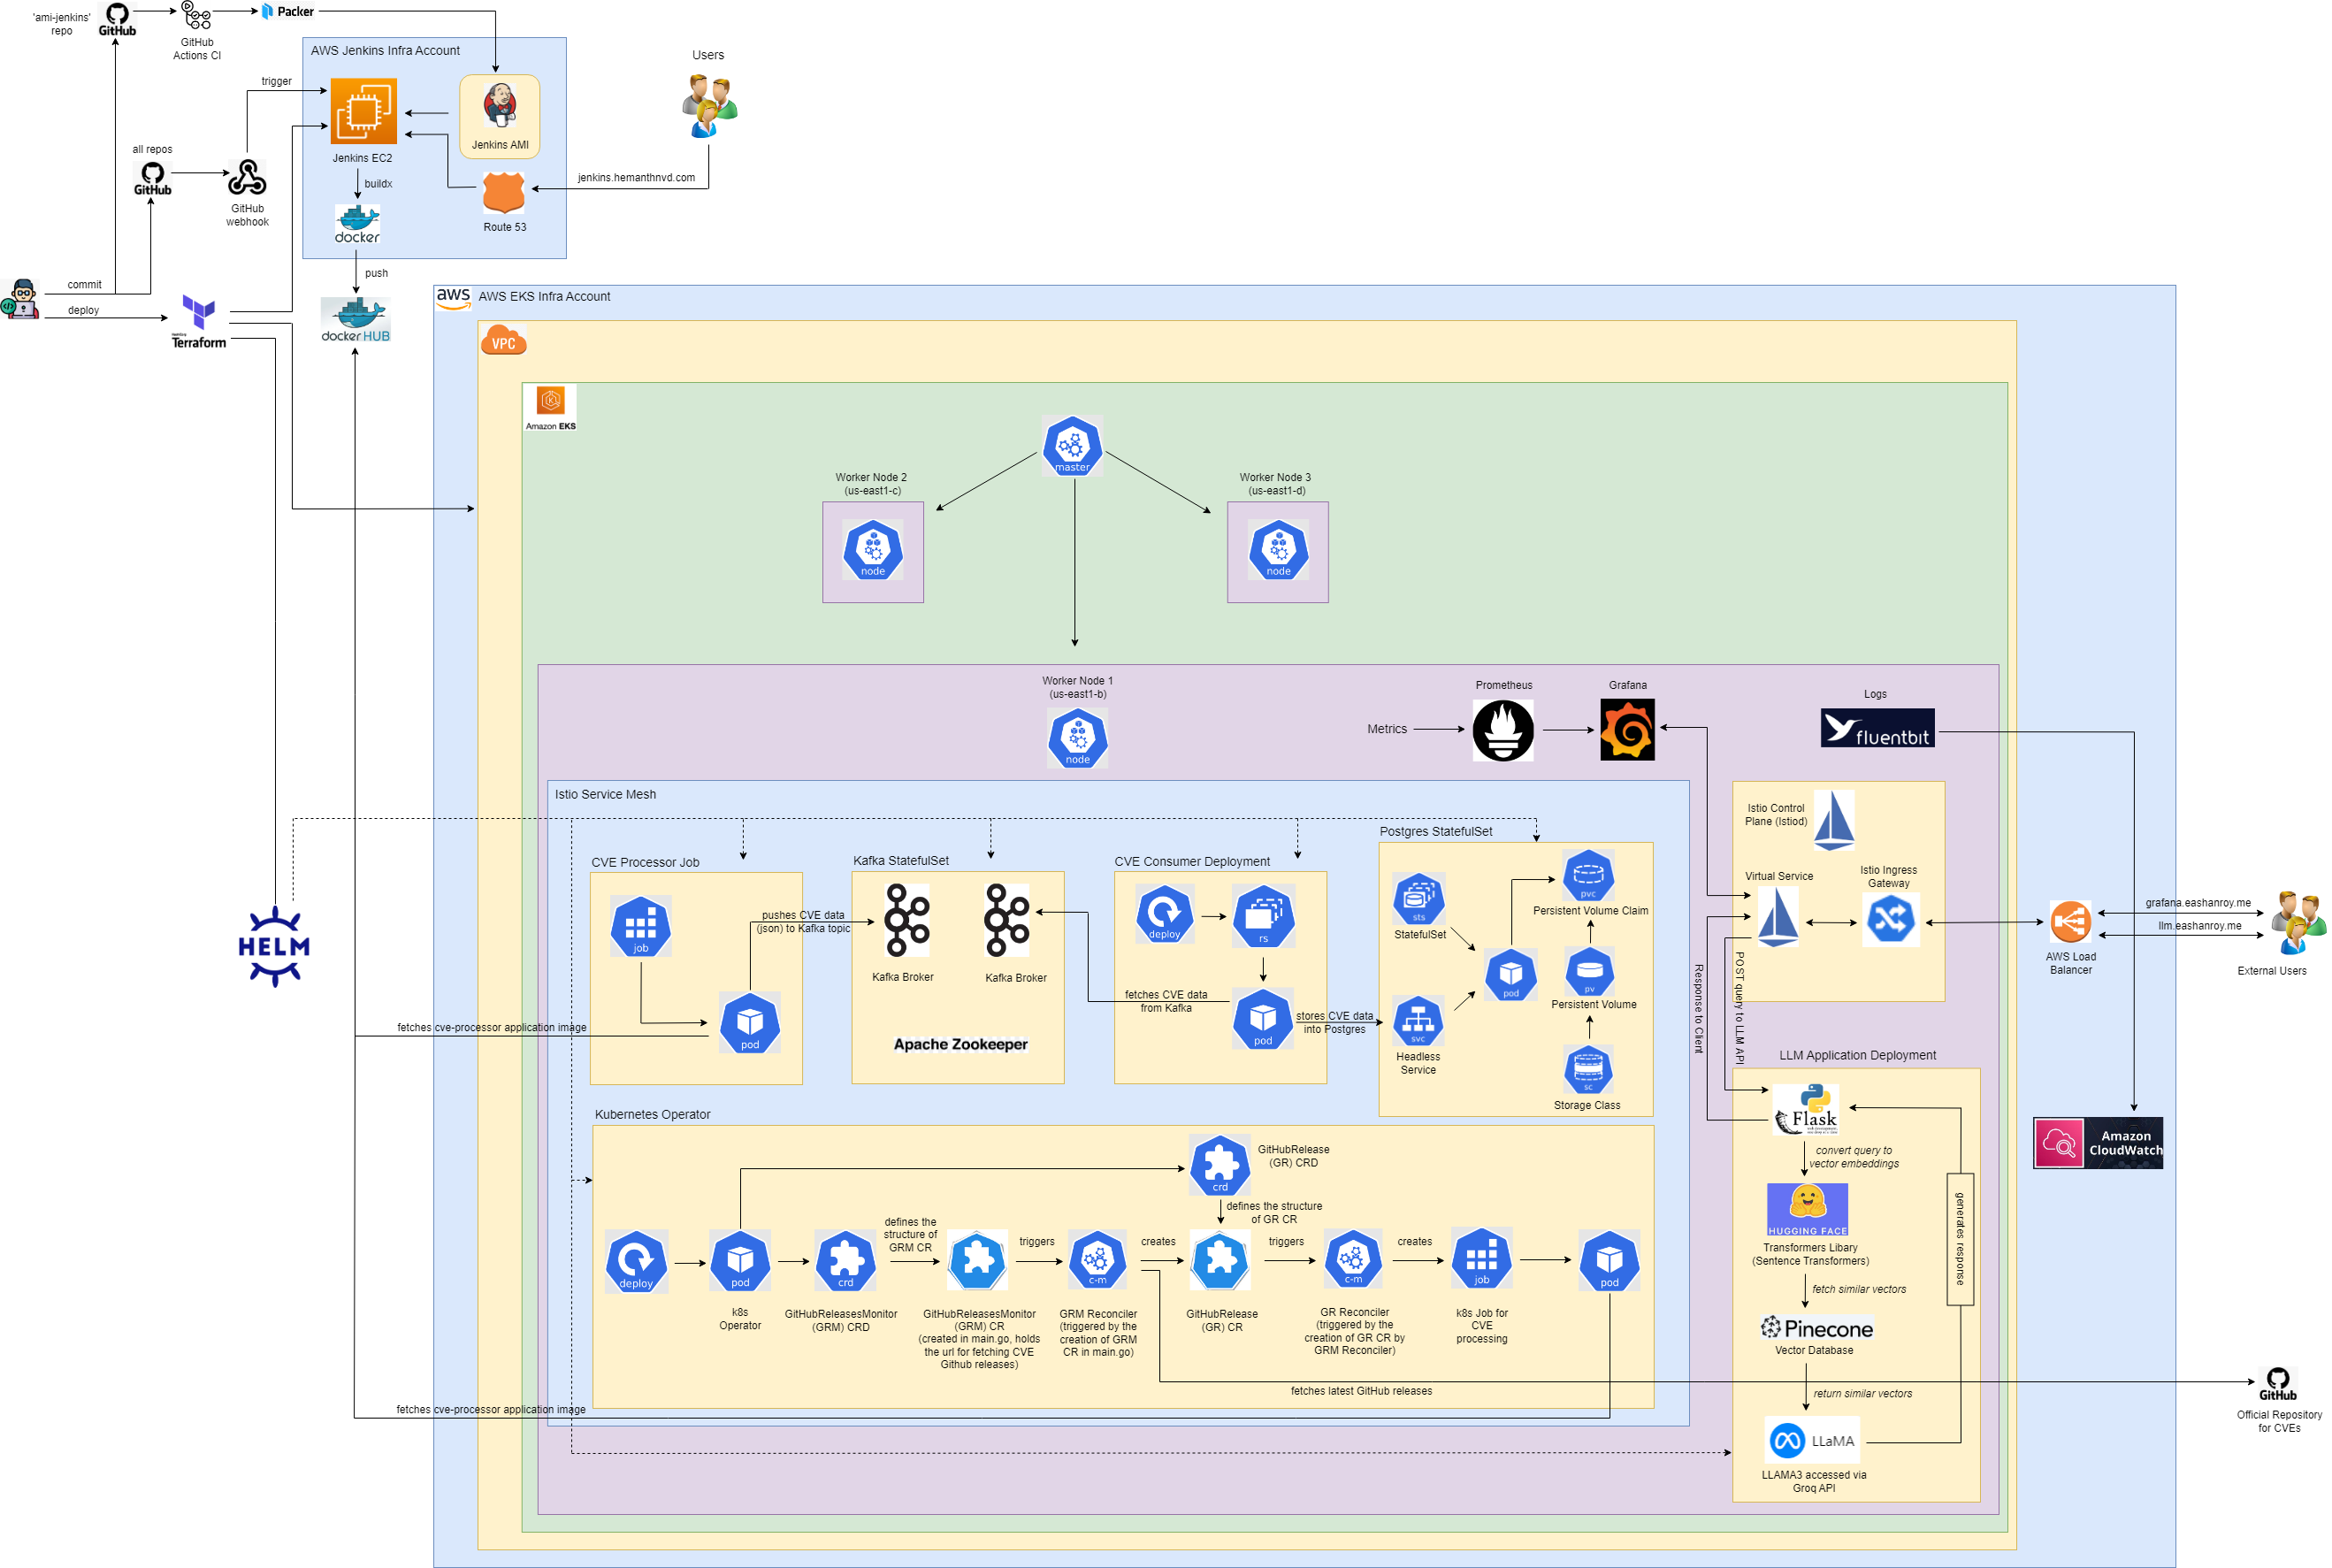 'ami-jenkins'
repo
GitHub
GitHub
Actions CI
Packer
AWS Jenkins Infra Account
trigger
Jenkins EC2
Jenkins AMI
Users
all repos
GitHub
GitHub
webhook
buildx
docker
Route 53
jenkins.hemanthnvd.com
push
commit
deploy
HashiCorp
Terraform
docker HUB
aws
AWS EKS Infra Account
VPC
Amazon EKS
master
Worker Node 2
(us-east1-c)
node
Worker Node 3
(us-east1-d)
node
Worker Node 1
(us-east1-b)
node
Metrics
Prometheus
Grafana
Logs
fluentbit
Istio Service Mesh
HELM
CVE Processor Job
job
pod
pushes CVE data
(json) to Kafka topic
fetches cve-processor application image
Kafka StatefulSet
Kafka Broker
Kafka Broker
Apache Zookeeper
CVE Consumer Deployment
deploy
rs
pod
fetches CVE data
from Kafka
stores CVE data
into Postgres
Postgres StatefulSet
sts
StatefulSet
svc
Headless
Service
pod
pvc
Persistent Volume Claim
pv
Persistent Volume
sc
Storage Class
Istio Control
Plane (Istiod)
Virtual Service
Istio Ingress
Gateway
AWS Load
Balancer
grafana.eashanroy.me
llm.eashanroy.me
External Users
Response to Client
POST query to LLM API
LLM Application Deployment
Flask
convert query to
vector embeddings
HUGGING FACE
Transformers Libary
(Sentence Transformers)
fetch similar vectors
Pinecone
Vector Database
return similar vectors
LLaMA
LLAMA3 accessed via
Groq API
generates response
Amazon
CloudWatch
Kubernetes Operator
deploy
pod
k8s
Operator
crd
GitHubReleasesMonitor
(GRM) CRD
defines the
structure of
GRM CR
GitHubReleasesMonitor
(GRM) CR
(created in main.go, holds
the url for fetching CVE
Github releases)
triggers
c-m
GRM Reconciler
(triggered by the
creation of GRM
CR in main.go)
creates
crd
GitHubRelease
(GR) CRD
defines the structure
of GR CR
GitHubRelease
(GR) CR
triggers
c-m
GR Reconciler
(triggered by the
creation of GR CR by
GRM Reconciler)
creates
job
k8s Job for
CVE
processing
pod
fetches latest GitHub releases
fetches cve-processor application image
GitHub
Official Repository
for CVEs